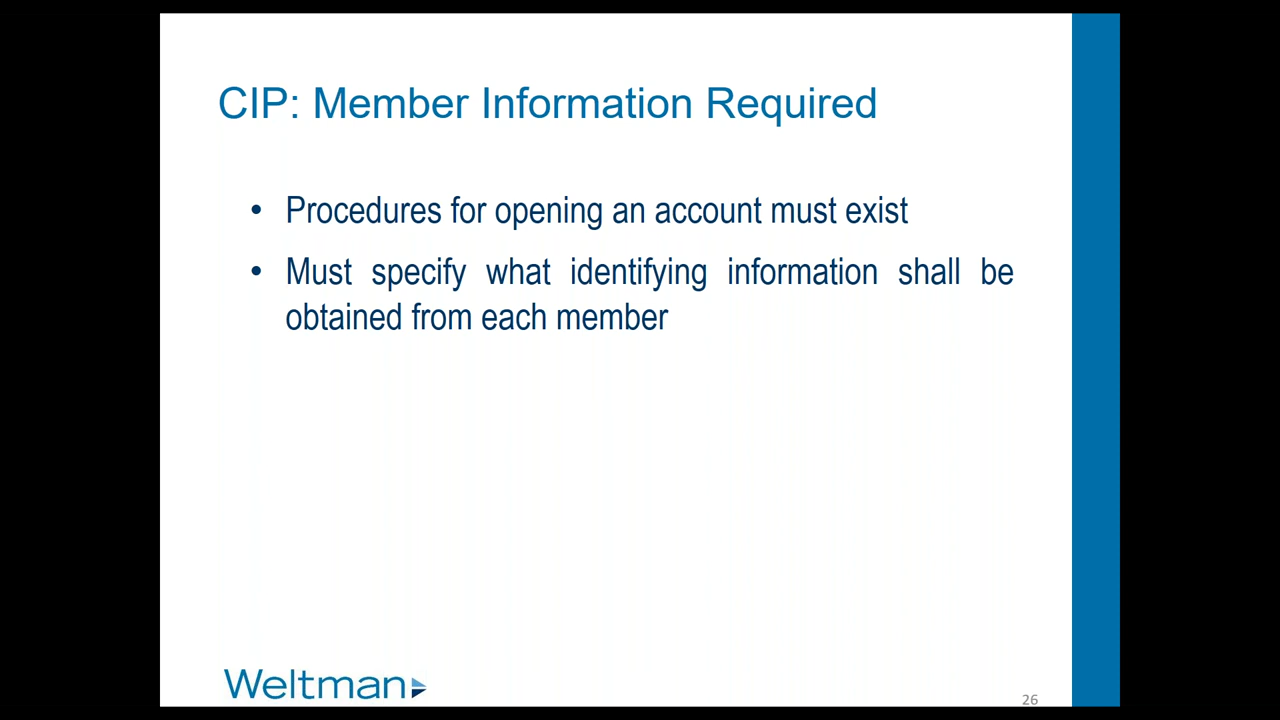 CIP: Member Information Required
• Procedures for opening an account must exist
• Must specify what identifying information shall be
obtained from each member
Weltman
26